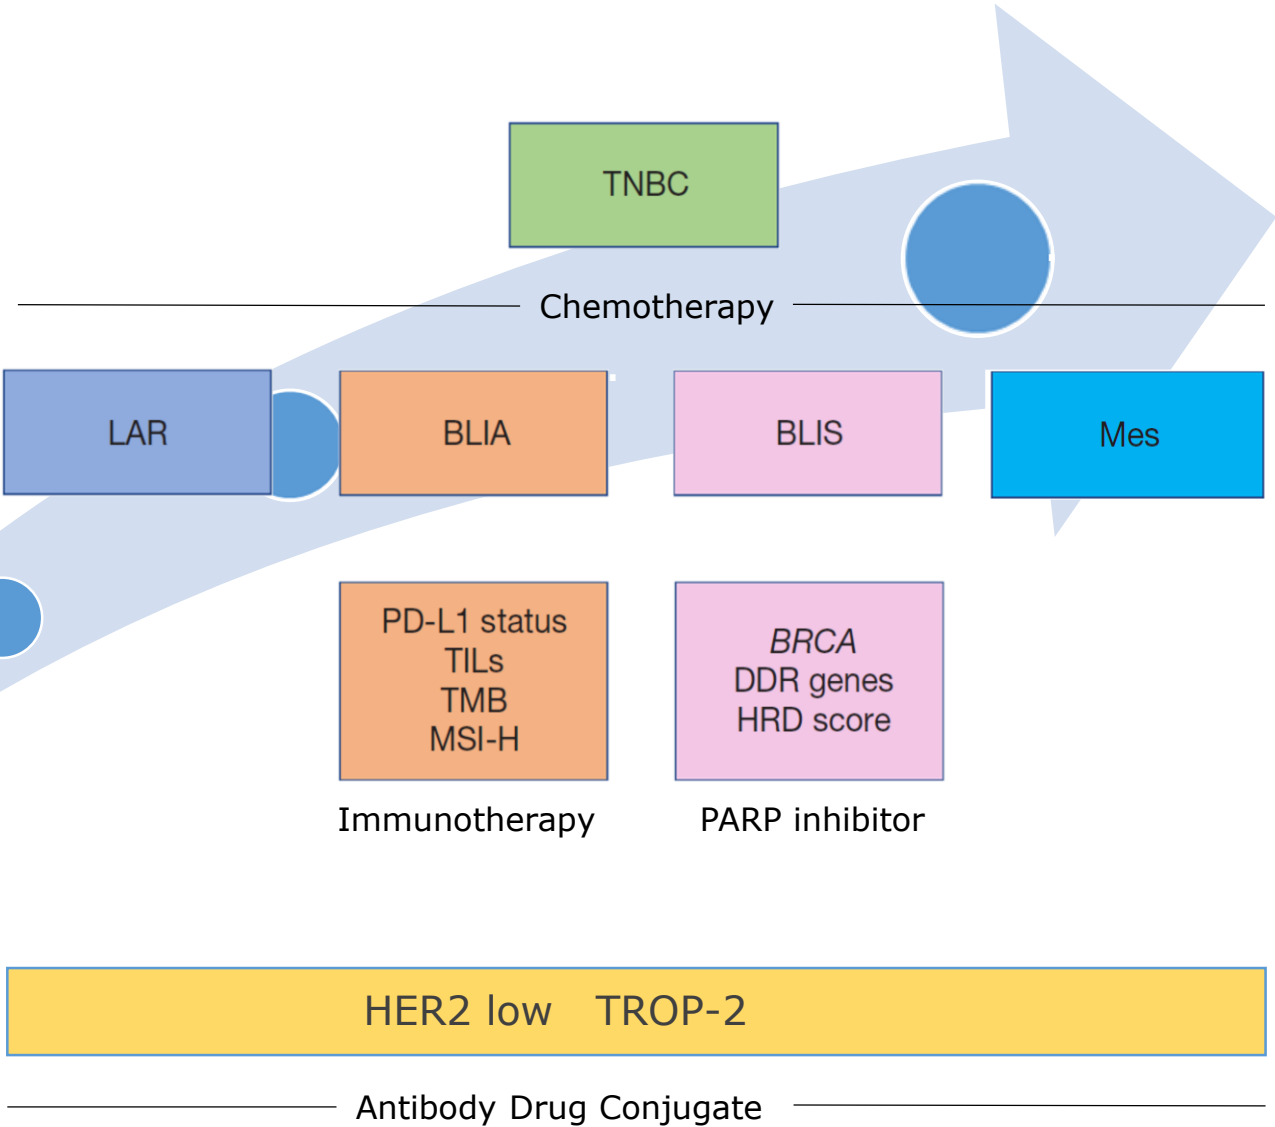 TNBC
Chemotherapy
LAR
BLIA
BLIS
Mes
PD-L1 status
TILs
TMB
MSI-H
BRCA
DDR genes
HRD score
Immunotherapy
PARP inhibitor
HER2 low TROP-2
Antibody Drug Conjugate